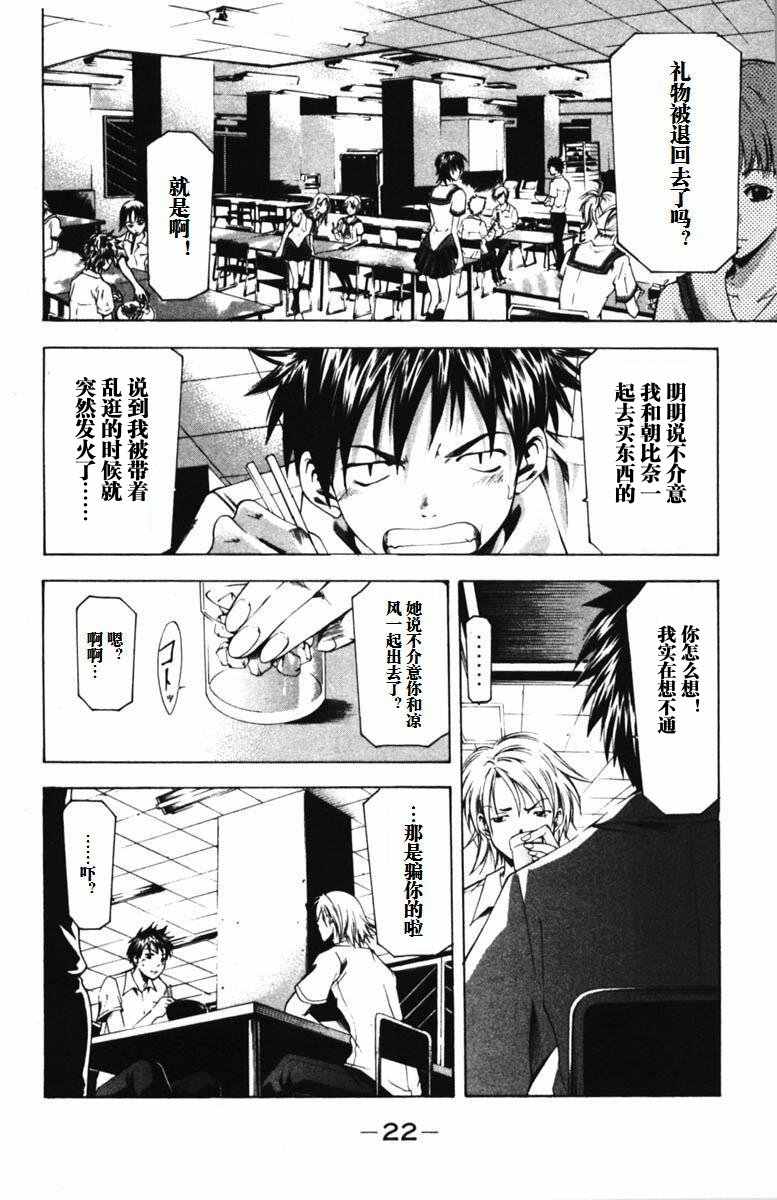 礼物被退回去了吗？
就是啊！
明明说不介意
我和朝比奈一
起去买东西的
说到我被带着
乱逛的时候就
突然发火了……
你怎么想！
我实在想不通
……
她说不介意你和凉
风一起出去了？
コトッ
嗯？
啊啊…
…那是骗你的啦
……吓？
—22—